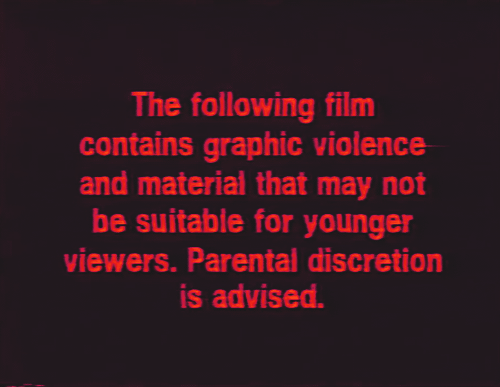 The following film
contains graphic violence
and material that may not
be suitable for younger
viewers. Parental discretion
is advised.